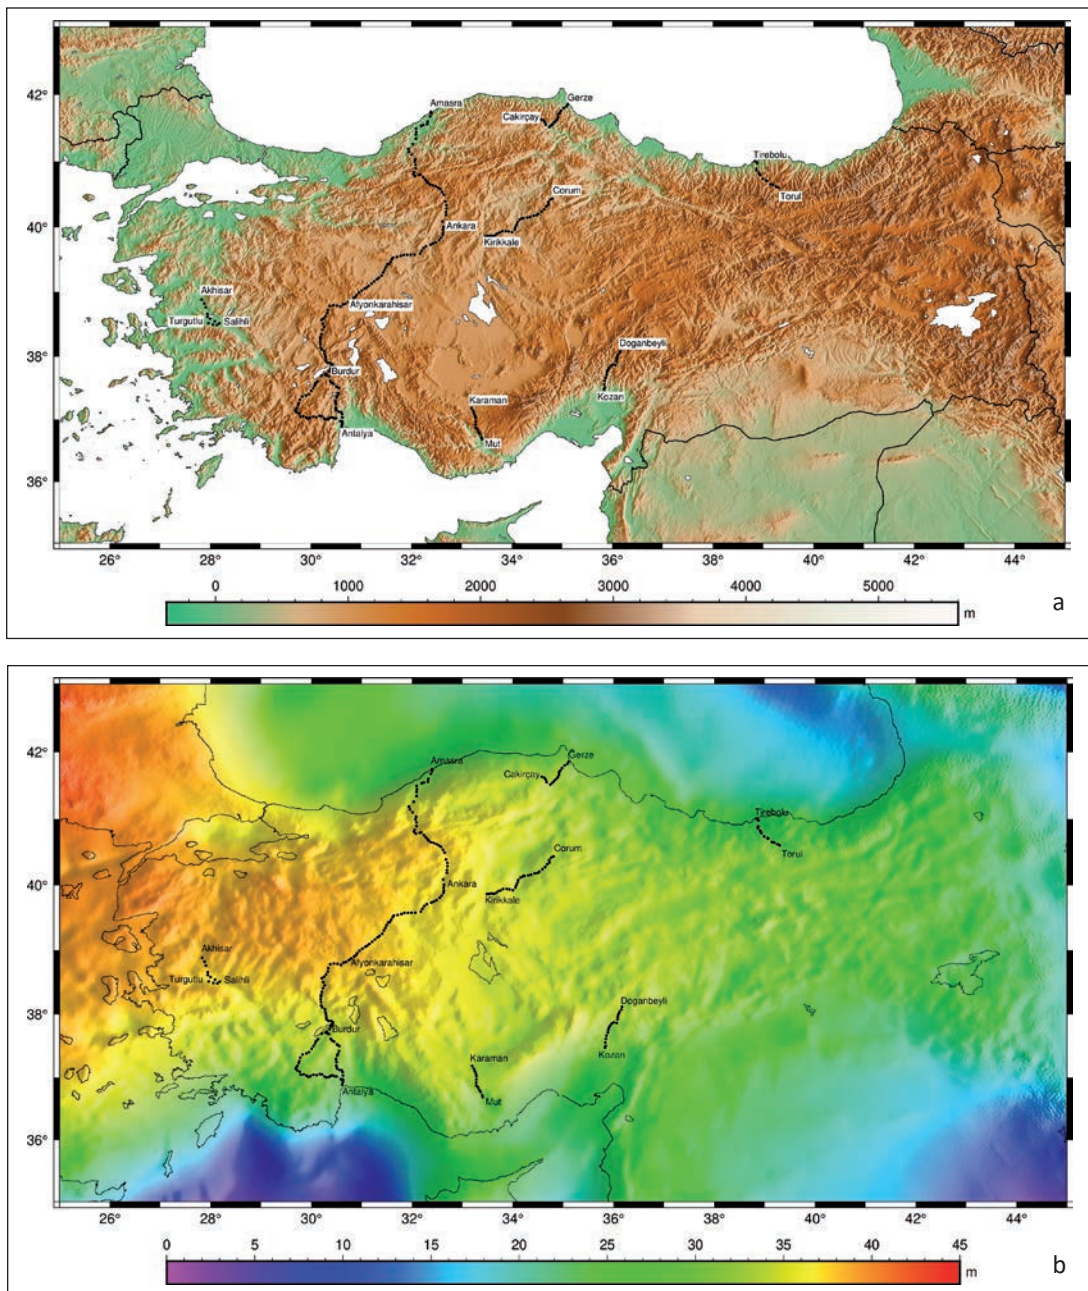 42°
40°
38°
36°
Amasra
Gerze
Cakirçay
Tirebolu
Torul
Corum
Ankara
Kirikkale
Akhisar
Afyonkarahisar
Turgutlu
Salihli
Doganbeyli
Burdur
Karaman
Kozan
Antalya
Mut
26° 28° 30° 32° 34° 36° 38° 40° 42° 44°
0 1000 2000 3000 4000 5000
m
a
42°
40°
38°
36°
Amasra
Gerze
Cakirçay
Tirebolu
Torul
Corum
Ankara
Kirikkale
Akhisar
Afyonkarahisar
Turgutlu
Salihli
Doganbeyli
Burdur
Karaman
Kozan
Antalya
Mut
26° 28° 30° 32° 34° 36° 38° 40° 42° 44°
0 5 10 15 20 25 30 35 40 45
m
b